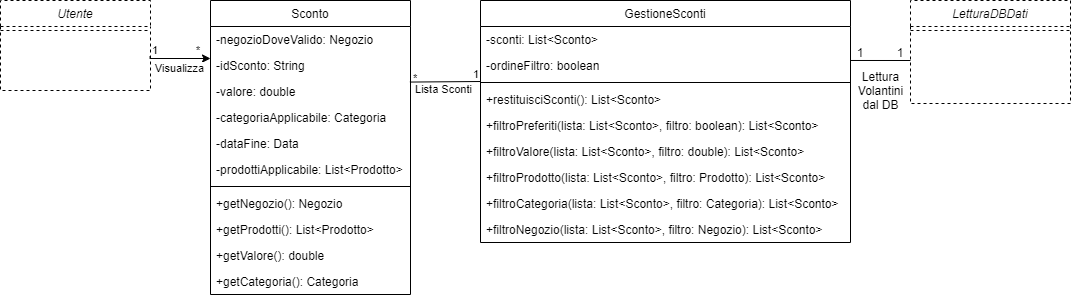 Utente
1
*
Visualizza
Sconto
-negozioDoveValido: Negozio
-idSconto: String
-valore: double
-categoriaApplicabile: Categoria
-dataFine: Data
-prodottiApplicabile: List<Prodotto>
+getNegozio(): Negozio
+getProdotti(): List<Prodotto>
+getValore(): double
+getCategoria(): Categoria
*
1
Lista Sconti
GestioneSconti
-sconti: List<Sconto>
-ordineFiltro: boolean
+restituisciSconti(): List<Sconto>
+filtroPreferiti(lista: List<Sconto>, filtro: boolean): List<Sconto>
+filtroValore(lista: List<Sconto>, filtro: double): List<Sconto>
+filtroProdotto(lista: List<Sconto>, filtro: Prodotto): List<Sconto>
+filtroCategoria(lista: List<Sconto>, filtro: Categoria): List<Sconto>
+filtroNegozio(lista: List<Sconto>, filtro: Negozio): List<Sconto>
1
1
Lettura
Volantini
dal DB
LetturaDBDati